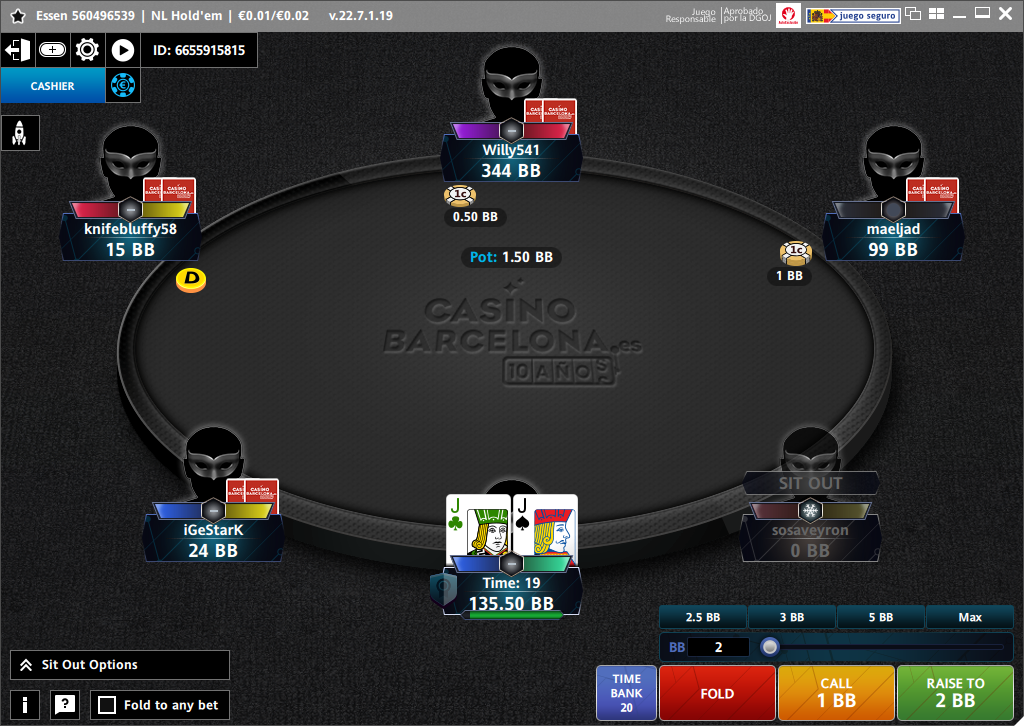 Essen 560496539 | NL Hold'em | €0.01/€0.02 v.22.7.1.19
Juego Responsable
Aprobado por la DGOJ
juego seguro
ID: 6655915815
CASHIER
Willy541
344 BB
0.50 BB
knifebluffy58
15 BB
maeljad
99 BB
D
1c
1c
1 BB
Pot: 1.50 BB
CASINO
BARCELONA.es
10 AÑOS
CASINO
BARCELONA
SIT OUT
sosaveyron
0 BB
iGeStarK
24 BB
J
J
Time: 19
135.50 BB
2.5 BB
3 BB
5 BB
Max
BB 2
Sit Out Options
Fold to any bet
TIME
BANK
20
FOLD
CALL
1 BB
RAISE TO
2 BB